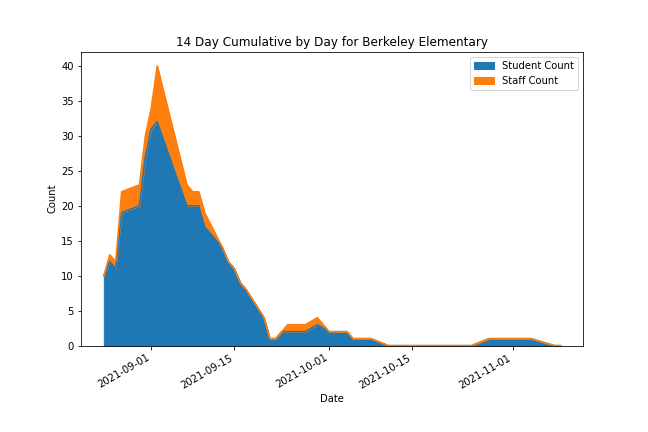 14 Day Cumulative by Day for Berkeley Elementary
Student Count
Staff Count
Count
40
35
30
25
20
15
10
5
0
2021-09-01
2021-09-15
2021-10-01
2021-10-15
2021-11-01
Date